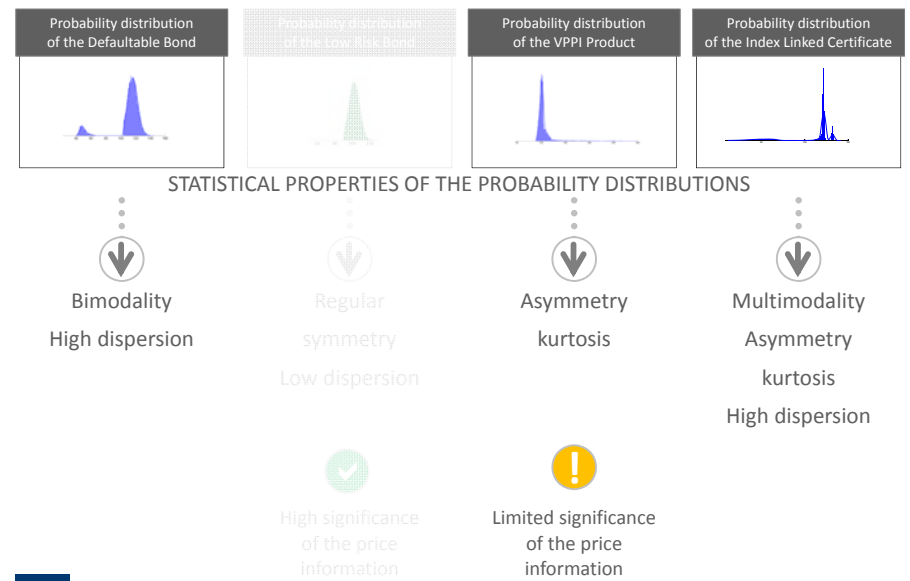 Probability distribution
of the Defaultable Bond
Probability distribution
of the Low Risk Bond
Probability distribution
of the VPPI Product
Probability distribution
of the Index Linked Certificate
STATISTICAL PROPERTIES OF THE PROBABILITY DISTRIBUTIONS
Bimodality
High dispersion
Regular
symmetry
Low dispersion
Asymmetry
kurtosis
Multimodality
Asymmetry
kurtosis
High dispersion
High significance
of the price
information
Limited significance
of the price
information